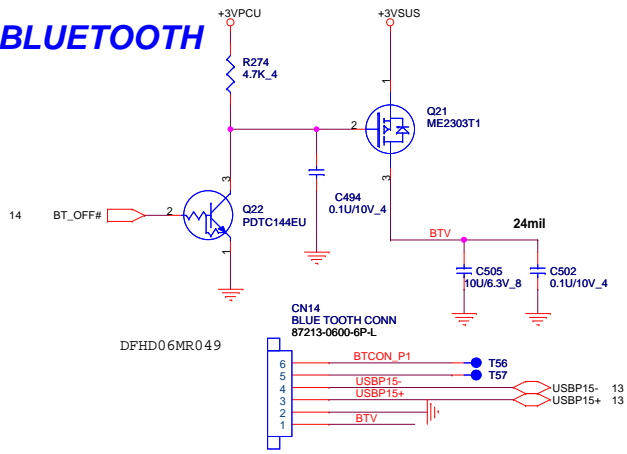 BLUETOOTH
+3VPCU
+3VSUS
R274
4.7K_4
1
Q21
ME2303T1
2
3
3
C494
0.1U/10V_4
14 BT_OFF# 2
Q22
PDTC144EU
1
24mil
BTV
C505
10U/6.3V_8
C502
0.1U/10V_4
CN14
BLUE TOOTH CONN
87213-0600-6P-L
DFHD06MR049
6 BTCON_P1 T56
5 T57
4 USBP15- USBP15- 13
3 USBP15+ USBP15+ 13
2
1 BTV